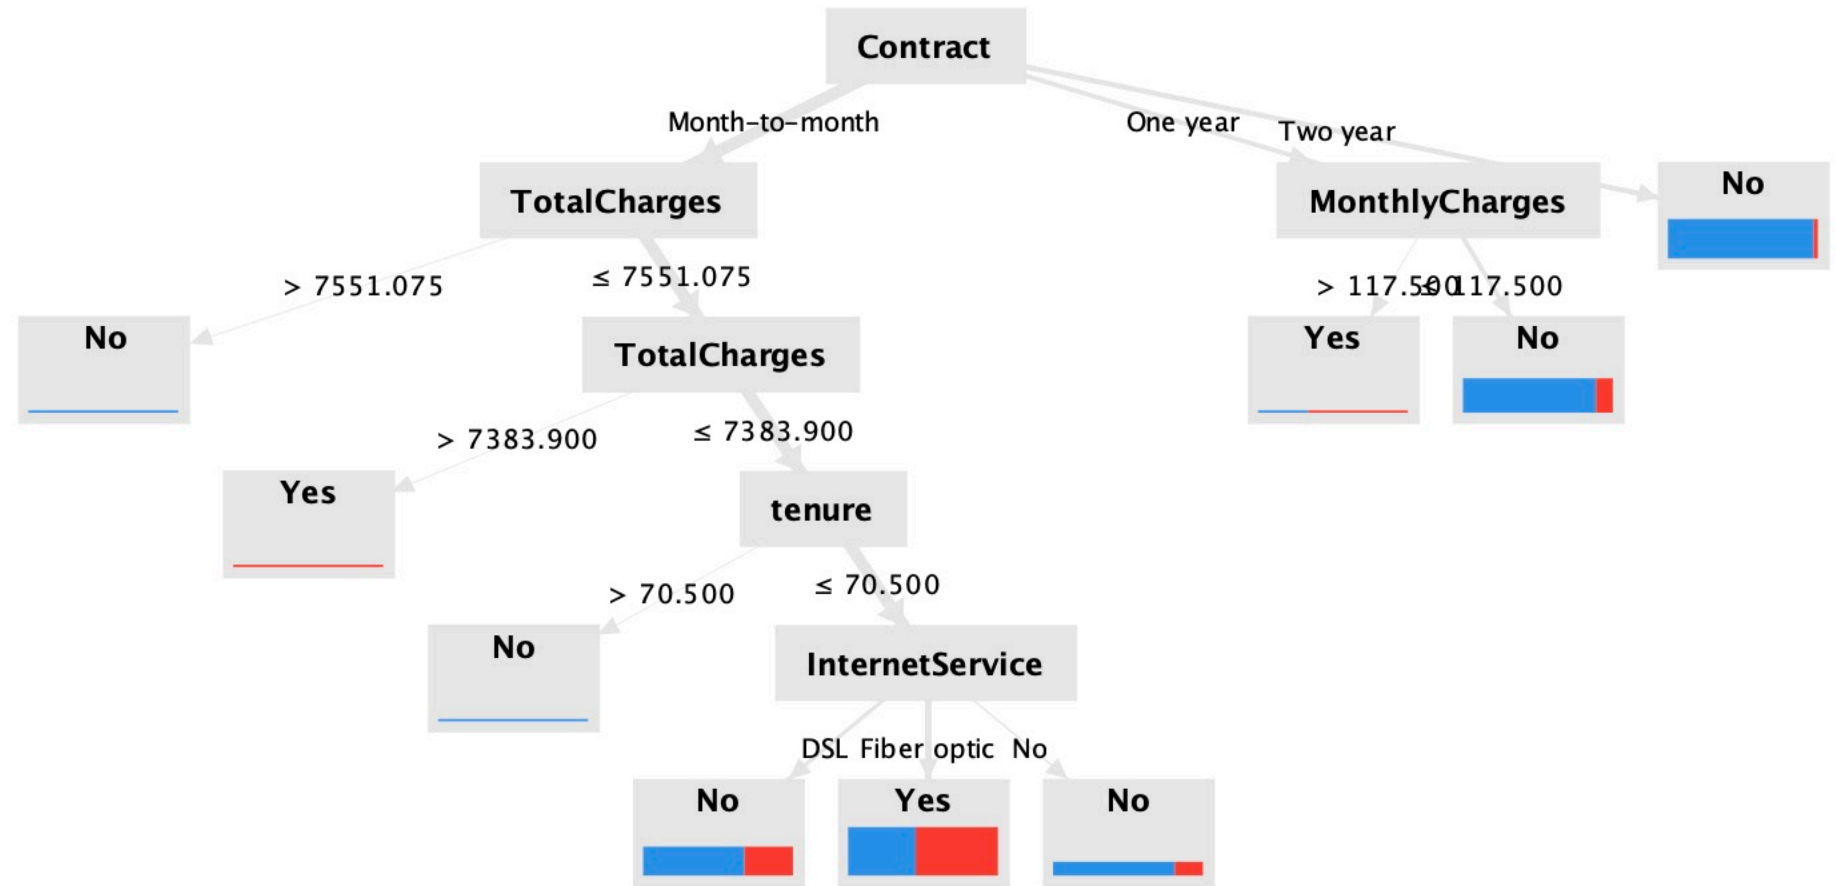 Contract
Month-to-month
One year
Two year
TotalCharges
MonthlyCharges
No
> 7551.075
≤ 7551.075
> 117.500
≤ 117.500
No
TotalCharges
Yes
No
> 7383.900
≤ 7383.900
Yes
tenure
> 70.500
≤ 70.500
No
InternetService
DSL
Fiber optic
No
No
Yes
No